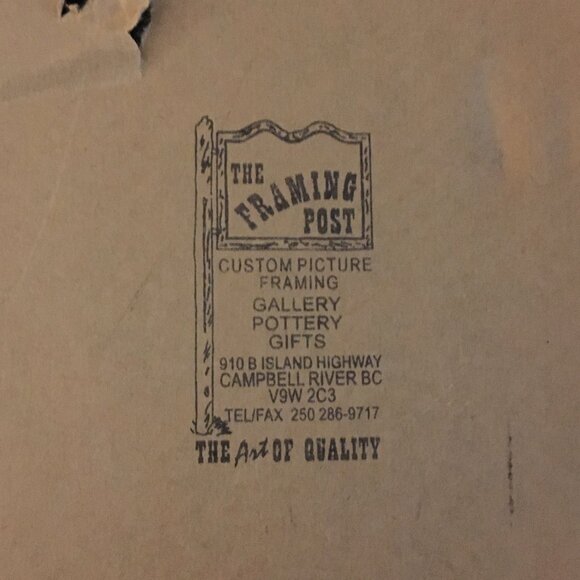 THE
FRAMING
POST
CUSTOM PICTURE
FRAMING
GALLERY
POTTERY
GIFTS
910 B ISLAND HIGHWAY
CAMPBELL RIVER BC
V9W 2C3
TEL/FAX 250 286-9717
THE Art OF QUALITY